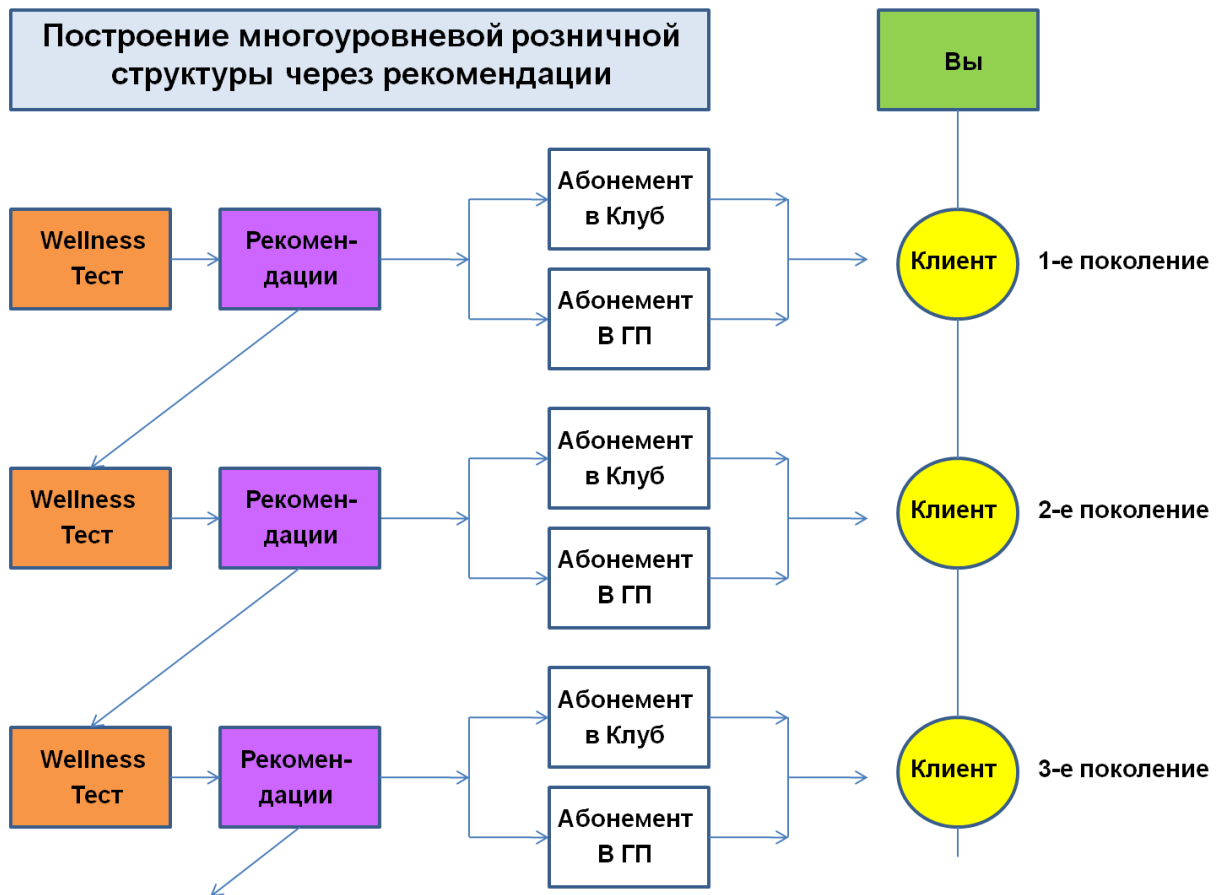 Построение многоуровневой розничной
структуры через рекомендации
Вы
Wellness
Тест
Рекомен-
дации
Абонемент
в Клуб
Абонемент
В ГП
Клиент
1-е поколение
Wellness
Тест
Рекомен-
дации
Абонемент
в Клуб
Абонемент
В ГП
Клиент
2-е поколение
Wellness
Тест
Рекомен-
дации
Абонемент
в Клуб
Абонемент
В ГП
Клиент
3-е поколение